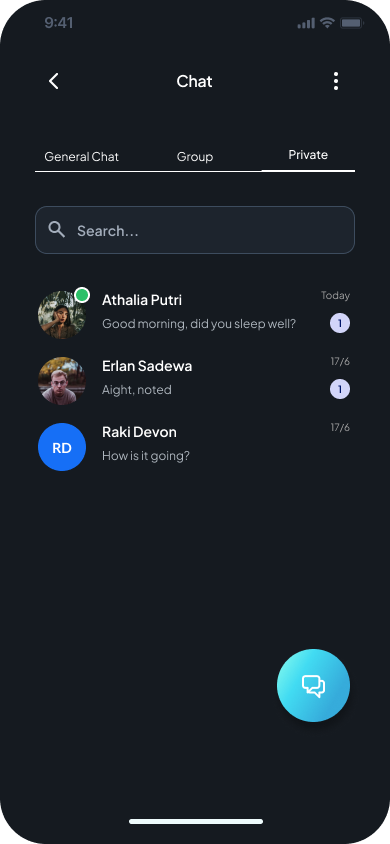 9:41
Chat
General Chat
Group
Private
Search...
Athalia Putri
Today
Good morning, did you sleep well?
1
Erlan Sadewa
17/6
Aight, noted
1
RD
Raki Devon
17/6
How is it going?